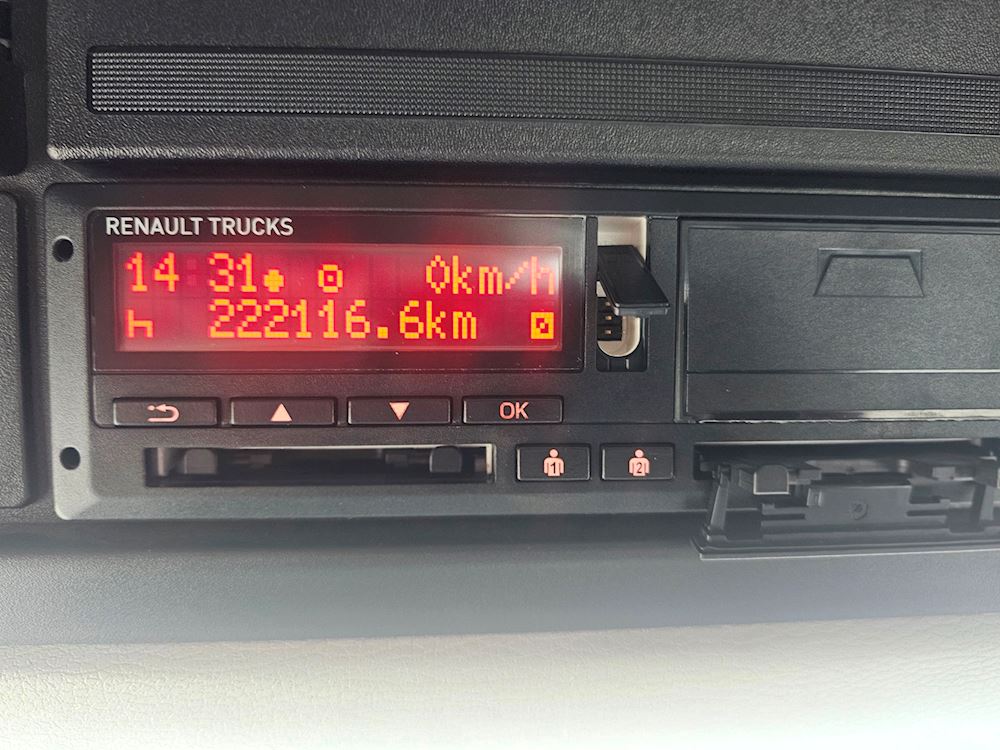 RENAULT TRUCKS
14:31 0km/h
222116.6km
OK
1 2